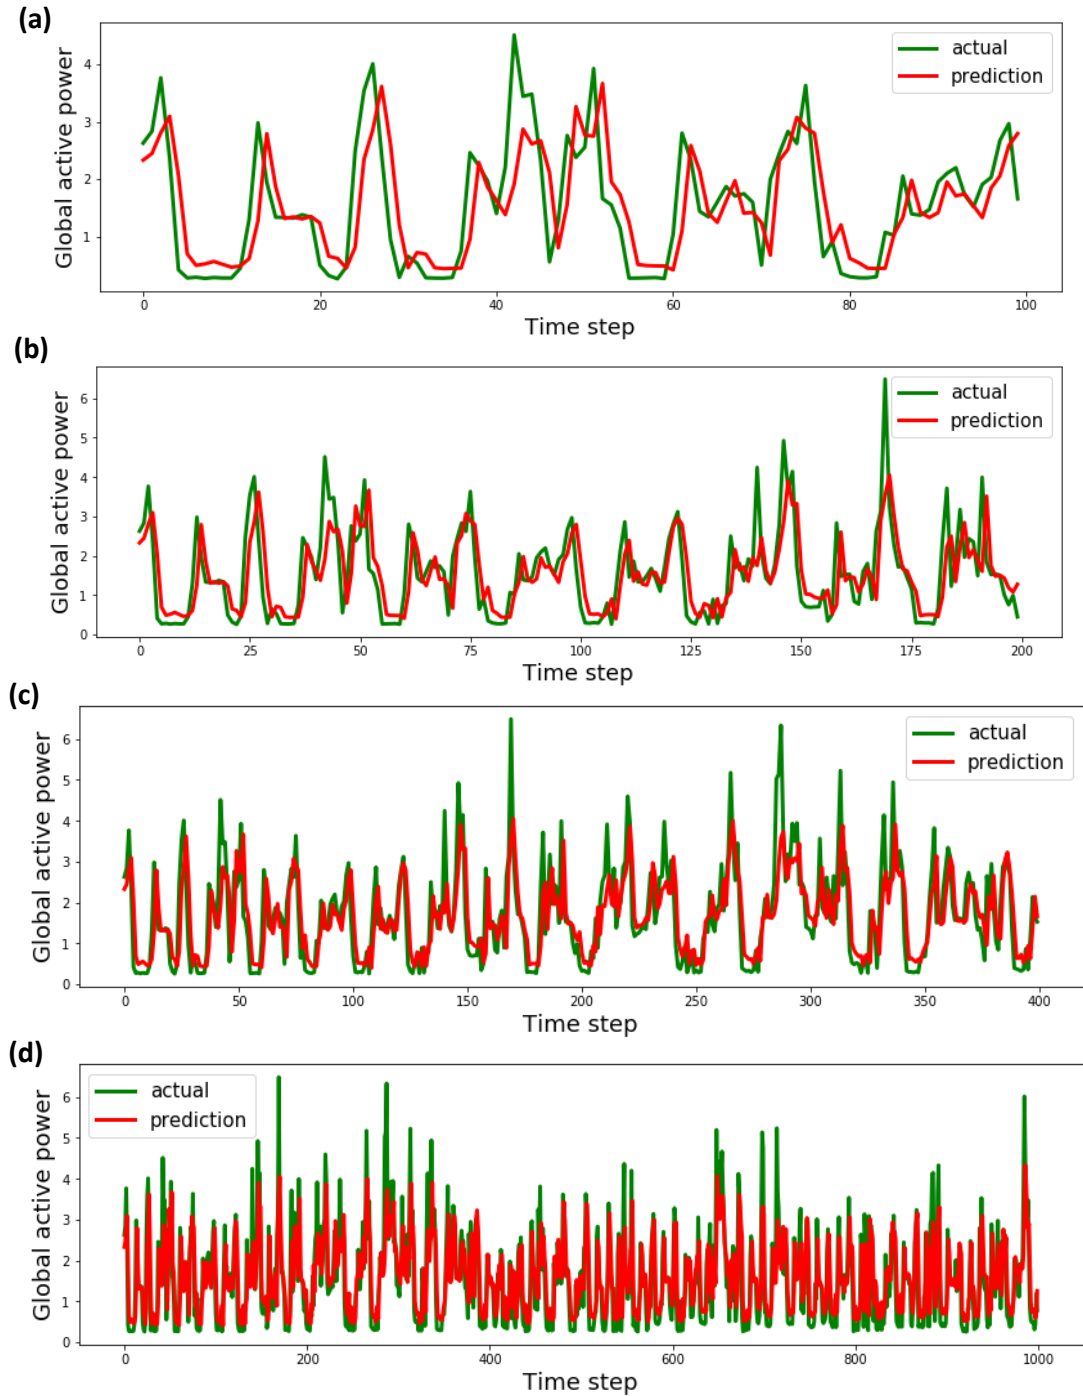 (a)
Global active power
4
3
2
1
actual
prediction
0 20 40 60 80 100
Time step
(b)
Global active power
6
5
4
3
2
1
0
actual
prediction
0 25 50 75 100 125 150 175 200
Time step
(c)
Global active power
6
5
4
3
2
1
0
actual
prediction
0 50 100 150 200 250 300 350 400
Time step
(d)
Global active power
6
5
4
3
2
1
0
actual
prediction
0 200 400 600 800 1000
Time step